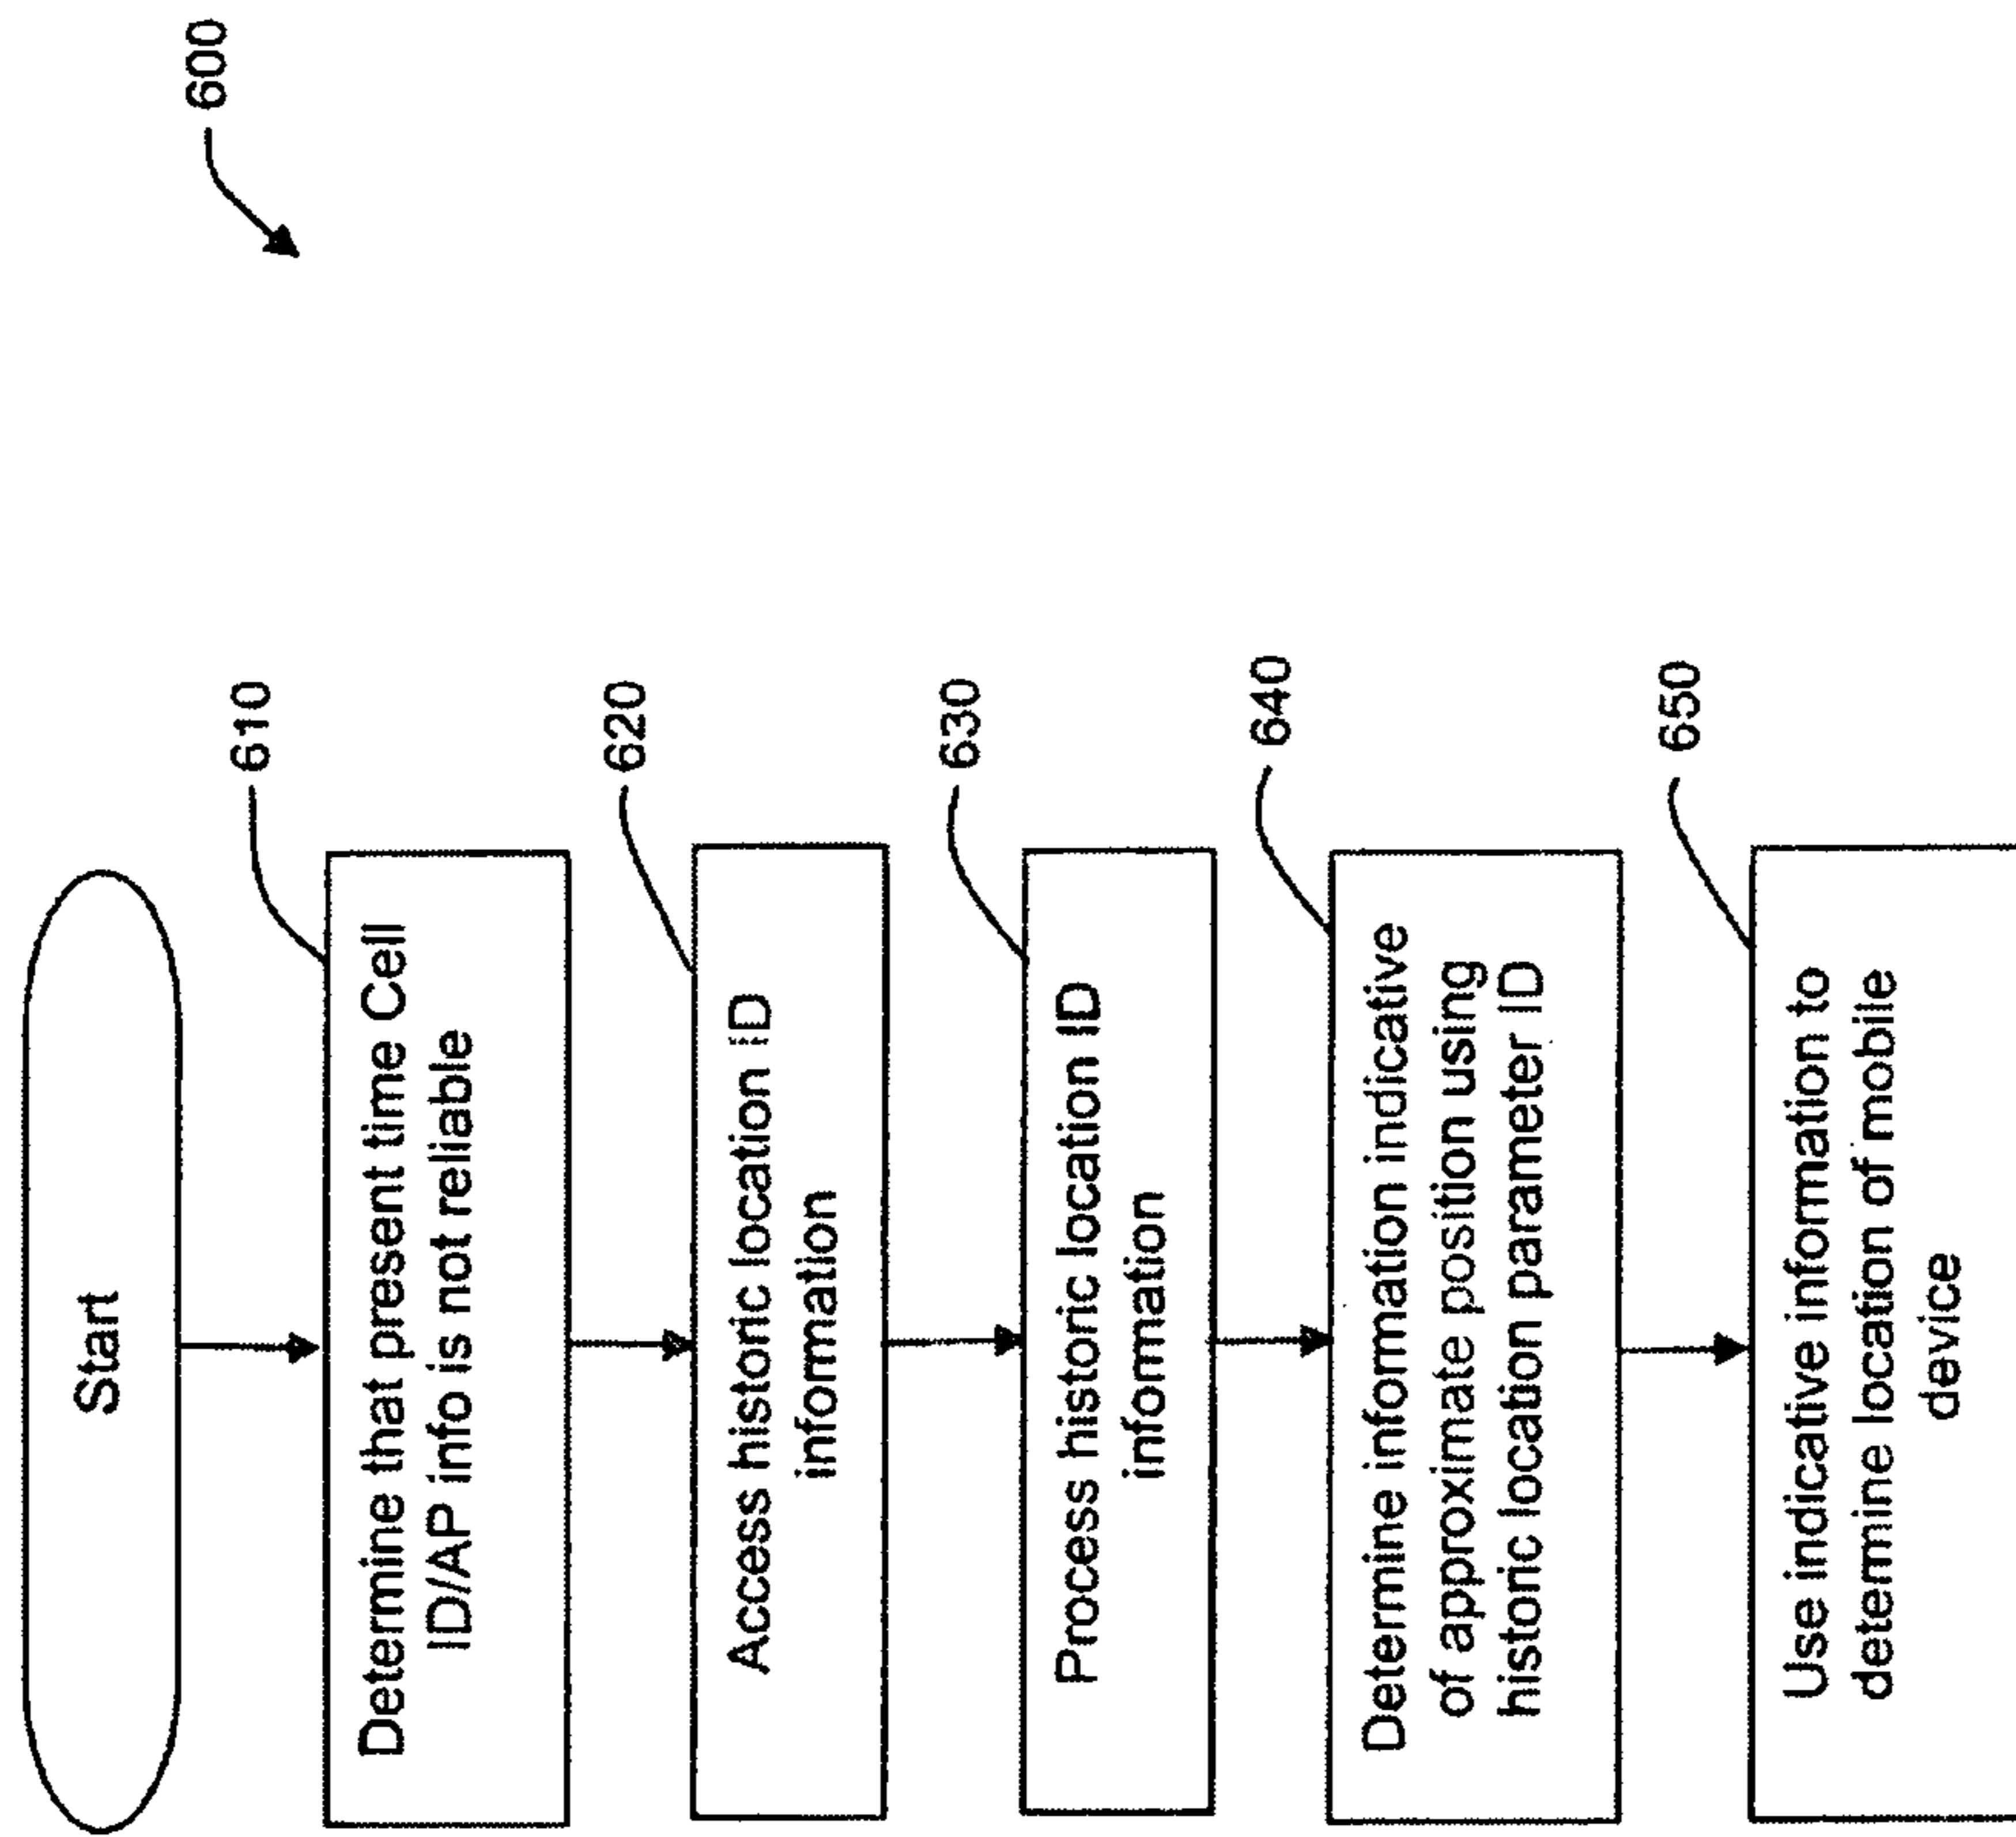 600
Start
610
Determine that present time Cell
ID/AP info is not reliable
620
Access historic location ID
information
630
Process historic location ID
information
640
Determine information indicative
of approximate position using
historic location parameter ID
650
Use indicative information to
determine location of mobile
device